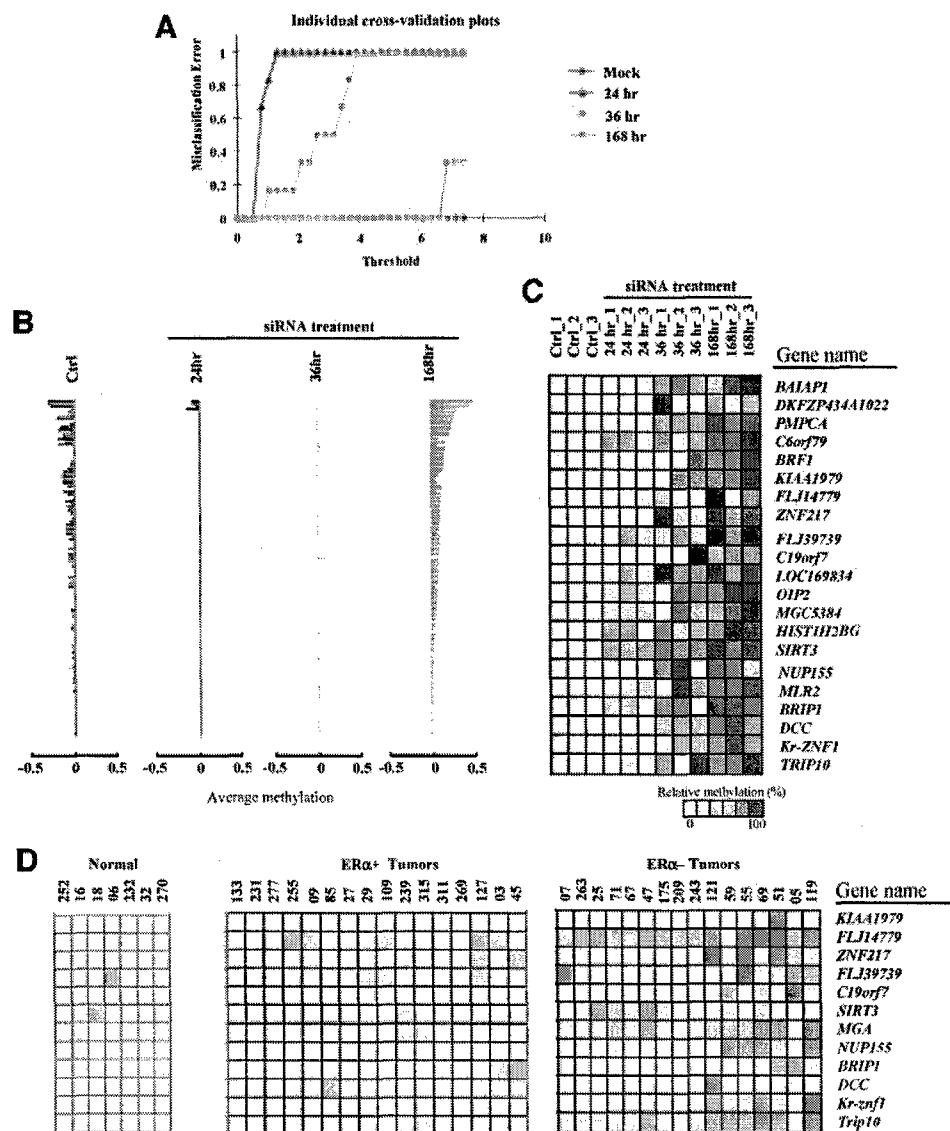 A
Individual cross-validation plots
Misclassification Error
1
0.8
0.6
0.4
0.2
0
0 2 4 6 8 10
Threshold
Mock
24 hr
36 hr
168 hr
B
siRNA treatment
Ctrl
24hr
36hr
168hr
-0.5 0 0.5
-0.5 0 0.5
-0.5 0 0.5
-0.5 0 0.5
Average methylation
C
siRNA treatment
Ctrl_1
Ctrl_2
Ctrl_3
24 hr_1
24 hr_2
24 hr_3
36 hr_1
36 hr_2
36 hr_3
168hr_1
168hr_2
168hr_3
Gene name
BAIAP1
DKFZP434A1022
PMPCA
C6orf79
BRF1
KIAA1979
FLJ14779
ZNF217
FLJ39739
C19orf7
LOC169834
OIP2
MGC5384
HIST1H2BG
SIRT3
NUP155
MLR2
BRIP1
DCC
Kr-ZNF1
TRIP10
Relative methylation (%)
0 100
D
Normal
252 16 18 06 232 32 270
ERα+ Tumors
133 231 277 255 09 85 27 29 109 239 315 311 269 127 03 45
ERα– Tumors
07 263 25 71 67 47 175 209 243 121 59 55 69 51 05 119
Gene name
KIAA1979
FLJ14779
ZNF217
FLJ39739
C19orf7
SIRT3
MGA
NUP155
BRIP1
DCC
Kr-znf1
Trip10